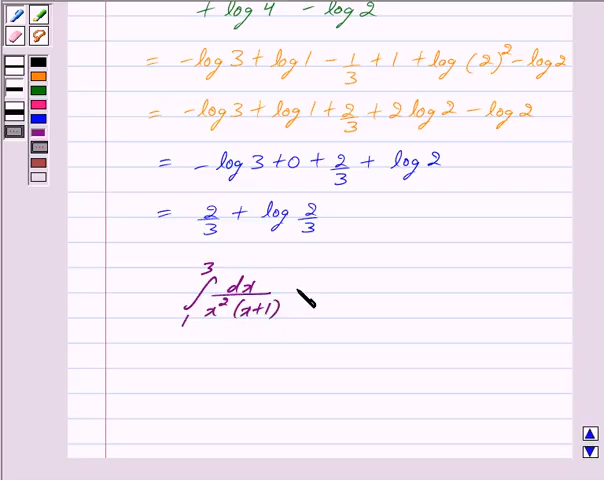 + log 4 - log 2
= -log 3 + log 1 - 1/3 + 1 + log (2)² - log 2
= -log 3 + log 1 + 2/3 + 2 log 2 - log 2
= - log 3 + 0 + 2/3 + log 2
= 2/3 + log 2/3
∫₁³ dx / x² (x+1)